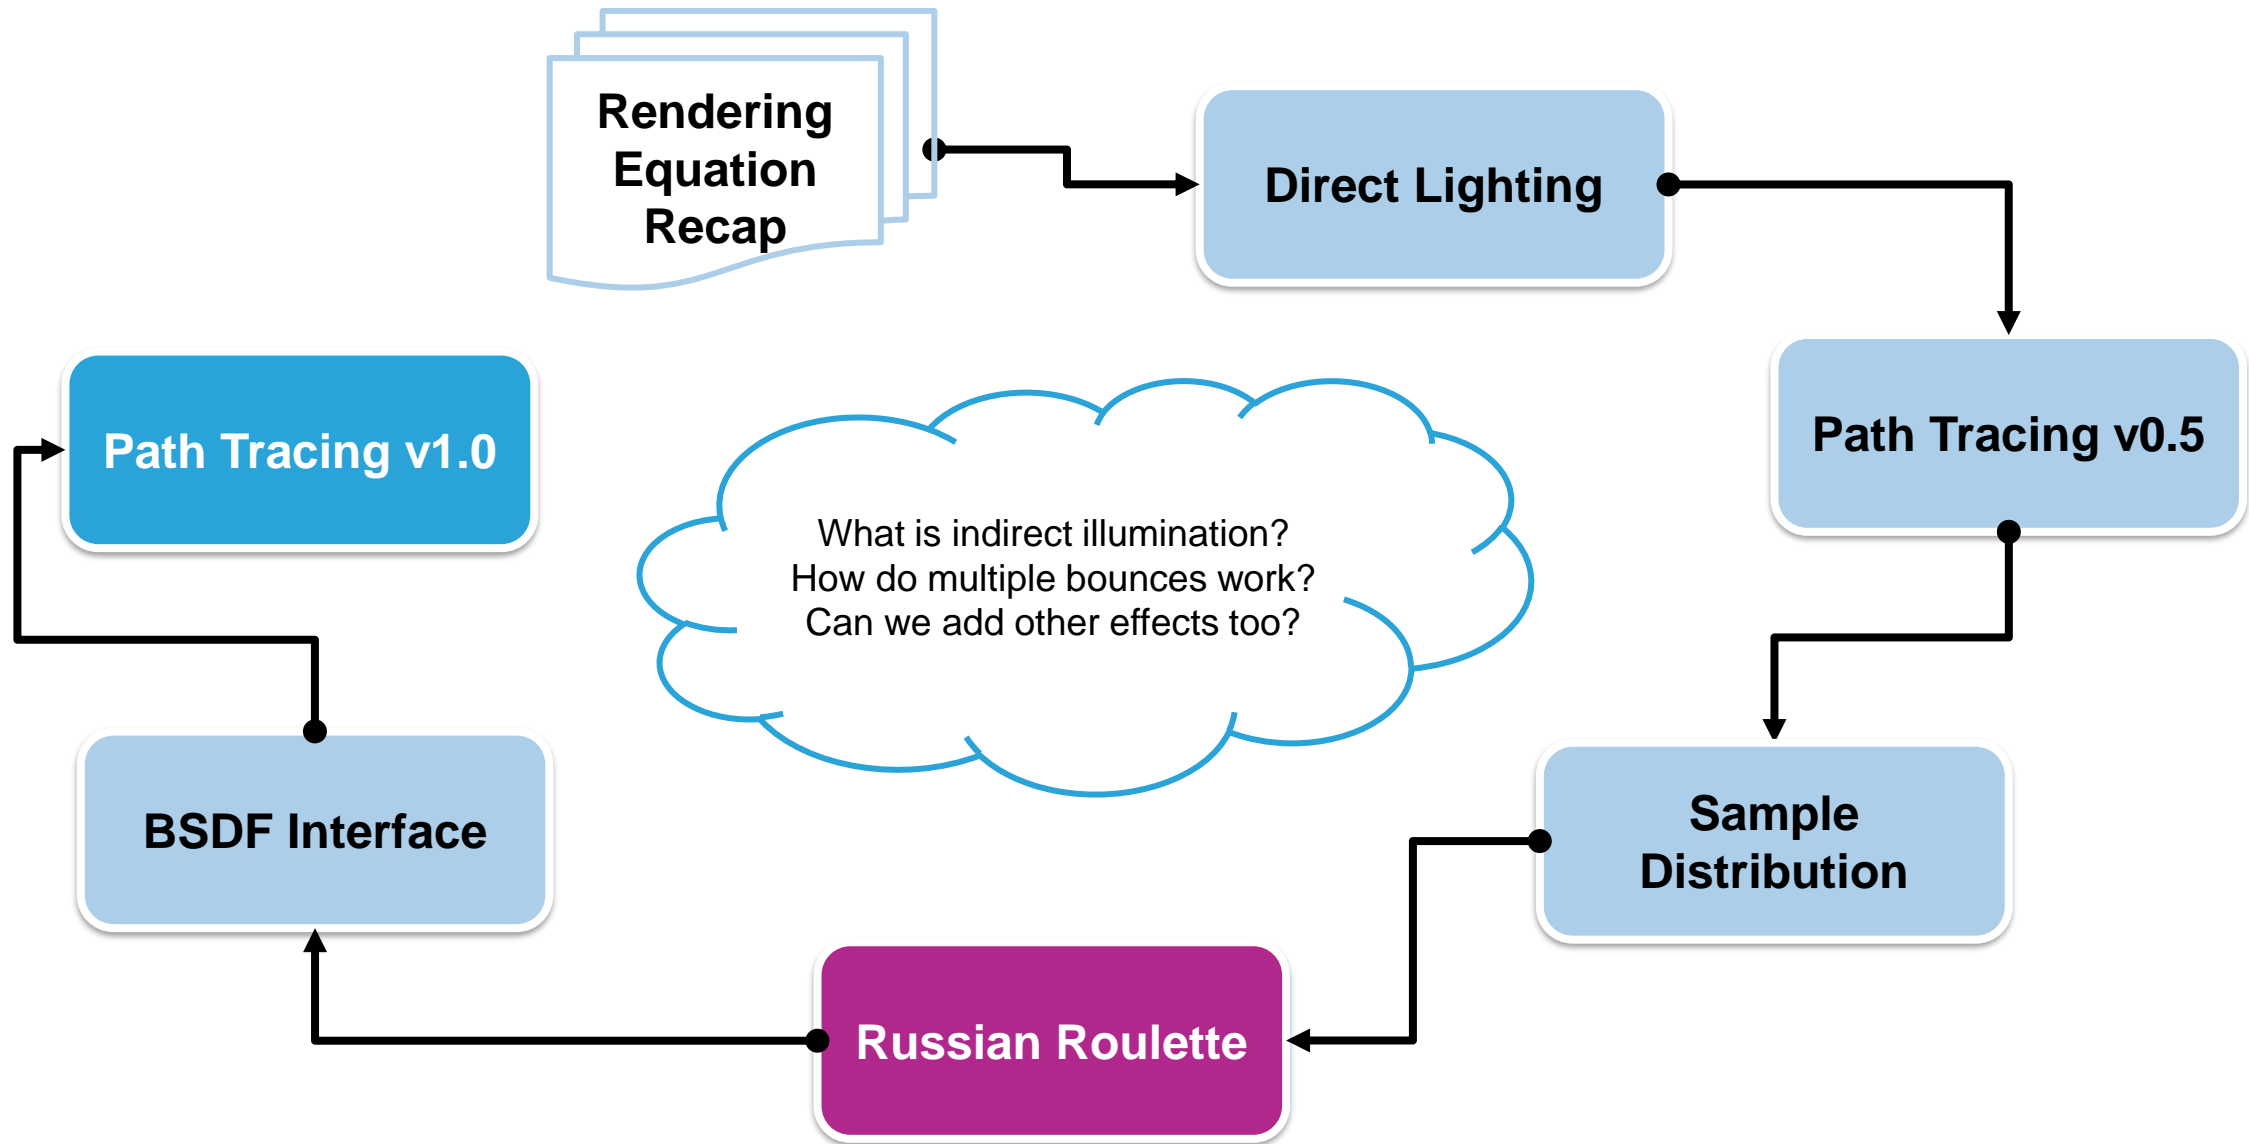 Rendering
Equation
Recap
Direct Lighting
Path Tracing v1.0
Path Tracing v0.5
What is indirect illumination?
How do multiple bounces work?
Can we add other effects too?
BSDF Interface
Sample
Distribution
Russian Roulette